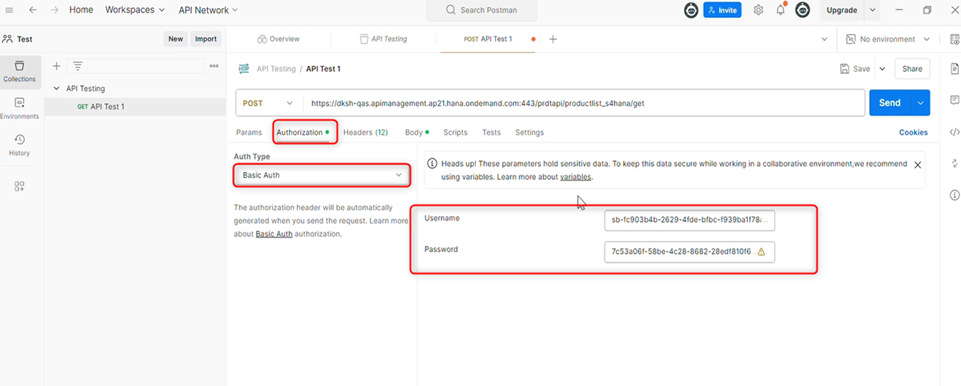 Home Workspaces API Network Search Postman Invite Upgrade
Test New Import Overview API Testing POST API Test 1 No environment
Collections
API Testing / API Test 1 Save Share
API Testing
GET API Test 1
POST https://dksh-qas.apimanagement.ap21.hana.ondemand.com:443/prdtapi/productlist_s4hana/get Send
Environments
History
Params Authorization Headers (12) Body Scripts Tests Settings Cookies
Auth Type
Basic Auth
The authorization header will be automatically
generated when you send the request. Learn more
about Basic Auth authorization.
Heads up! These parameters hold sensitive data. To keep this data secure while working in a collaborative environment,we recommend
using variables. Learn more about variables.
Username sb-fc903b4b-2629-4fde-bfbc-f939ba1f78a...
Password 7c53a06f-58be-4c28-8682-28edf810f6...